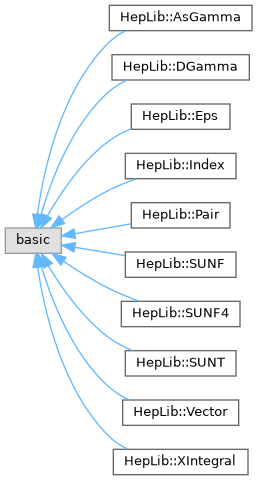 HepLib::AsGamma
HepLib::DGamma
HepLib::Eps
HepLib::Index
HepLib::Pair
basic
HepLib::SUNF
HepLib::SUNF4
HepLib::SUNT
HepLib::Vector
HepLib::XIntegral